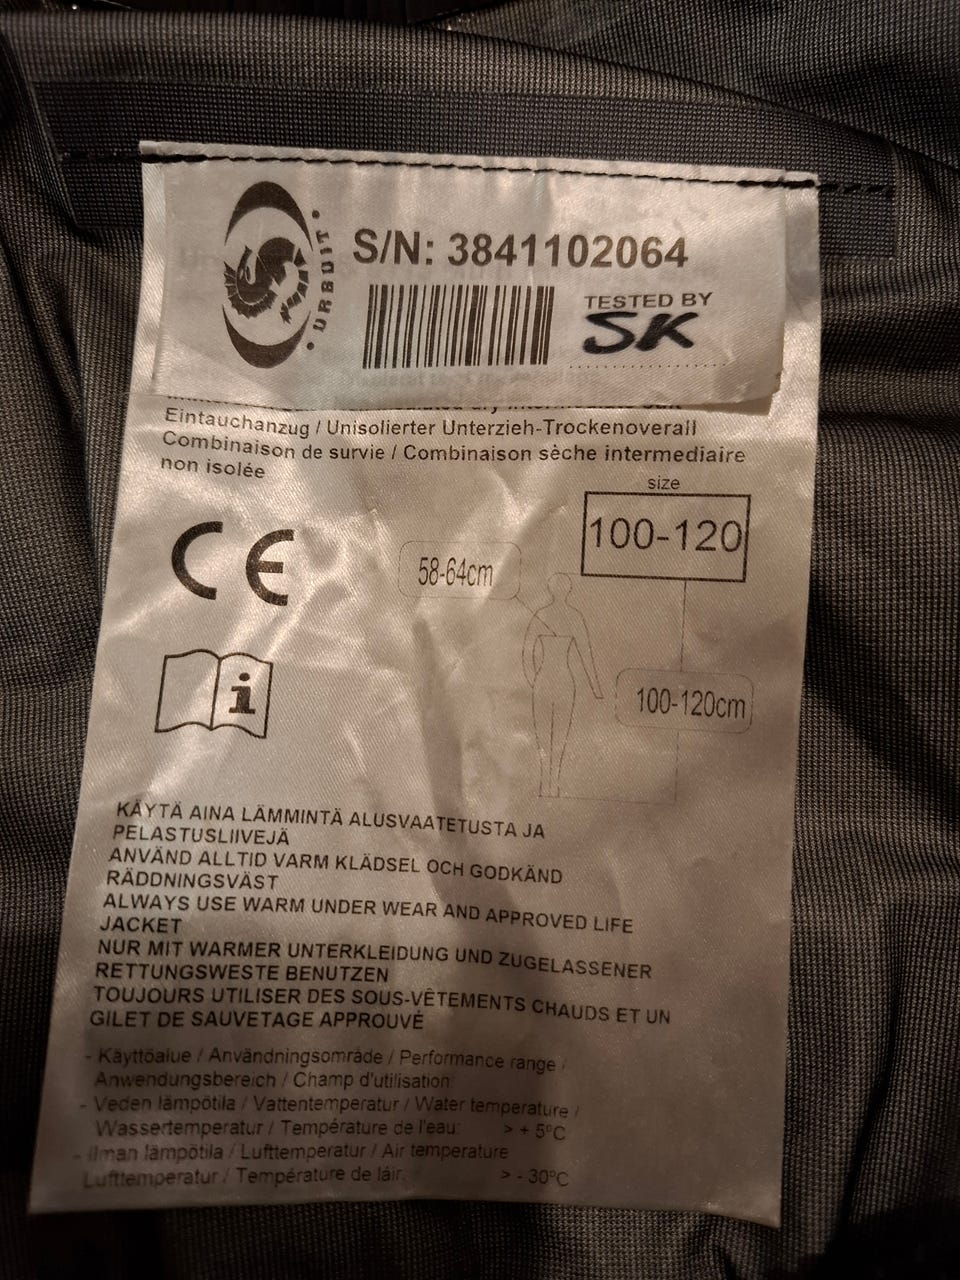 • URSUIT •
S/N: 3841102064
TESTED BY
SK
Eintauchanzug / Unisolierter Unterzieh-Trockenoverall
Combinaison de survie / Combinaison sèche intermediaire
non isolée
size
100-120
CE
58-64cm
i
100-120cm
KÄYTÄ AINA LÄMMINTÄ ALUSVAATETUSTA JA
PELASTUSLIIVEJÄ
ANVÄND ALLTID VARM KLÄDSEL OCH GODKÄND
RÄDDNINGSVÄST
ALWAYS USE WARM UNDER WEAR AND APPROVED LIFE
JACKET
NUR MIT WARMER UNTERKLEIDUNG UND ZUGELASSENER
RETTUNGSWESTE BENUTZEN
TOUJOURS UTILISER DES SOUS-VÊTEMENTS CHAUDS ET UN
GILET DE SAUVETAGE APPROUVÉ
- Käyttöalue / Användningsområde / Performance range /
Anwendungsbereich / Champ d'utilisation:
- Veden lämpötila / Vattentemperatur / Water temperature /
Wassertemperatur / Température de l'eau: > + 5ºC
- Ilman lämpötila / Lufttemperatur / Air temperature
Lufttemperatur / Température de láir: > - 30ºC